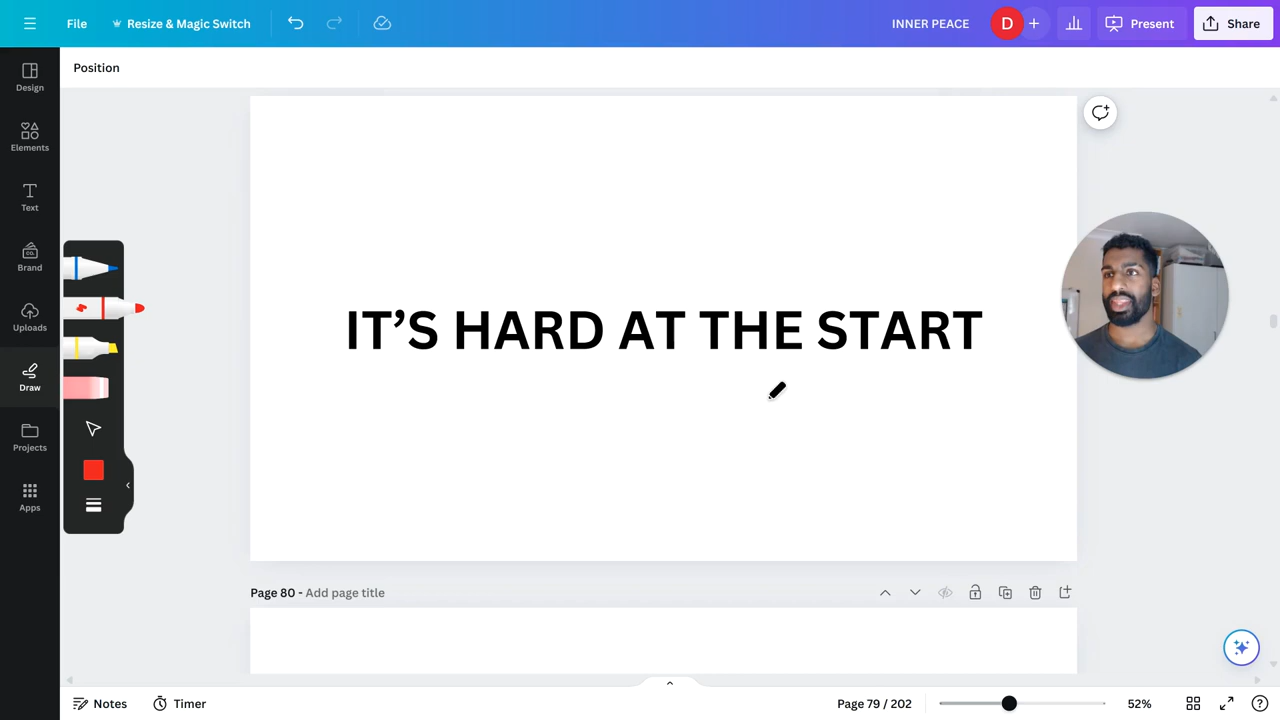 File
Resize & Magic Switch
INNER PEACE
D
Present
Share
Position
Design
Elements
Text
Brand
Uploads
Draw
Projects
Apps
IT’S HARD AT THE START
Page 80 - Add page title
Notes
Timer
Page 79 / 202
52%